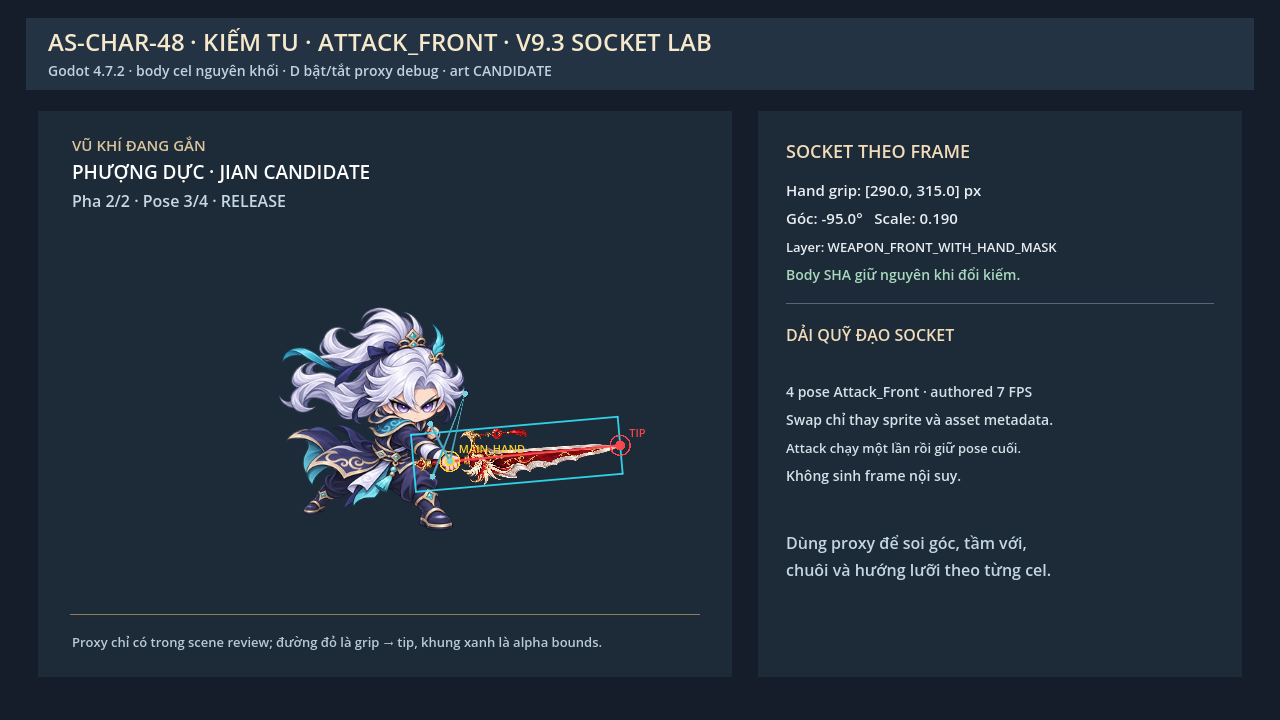 AS-CHAR-48 · KIẾM TU · ATTACK_FRONT · V9.3 SOCKET LAB
Godot 4.7.2 · body cel nguyên khối · D bật/tắt proxy debug · art CANDIDATE
VŨ KHÍ ĐANG GẮN
PHƯỢNG DỰC · JIAN CANDIDATE
Pha 2/2 · Pose 3/4 · RELEASE
TIP
MAIN_HAND
Proxy chỉ có trong scene review; đường đỏ là grip → tip, khung xanh là alpha bounds.
SOCKET THEO FRAME
Hand grip: [290.0, 315.0] px
Góc: -95.0° Scale: 0.190
Layer: WEAPON_FRONT_WITH_HAND_MASK
Body SHA giữ nguyên khi đổi kiếm.
DẢI QUỸ ĐẠO SOCKET
4 pose Attack_Front · authored 7 FPS
Swap chỉ thay sprite và asset metadata.
Attack chạy một lần rồi giữ pose cuối.
Không sinh frame nội suy.
Dùng proxy để soi góc, tầm với,
chuôi và hướng lưỡi theo từng cel.